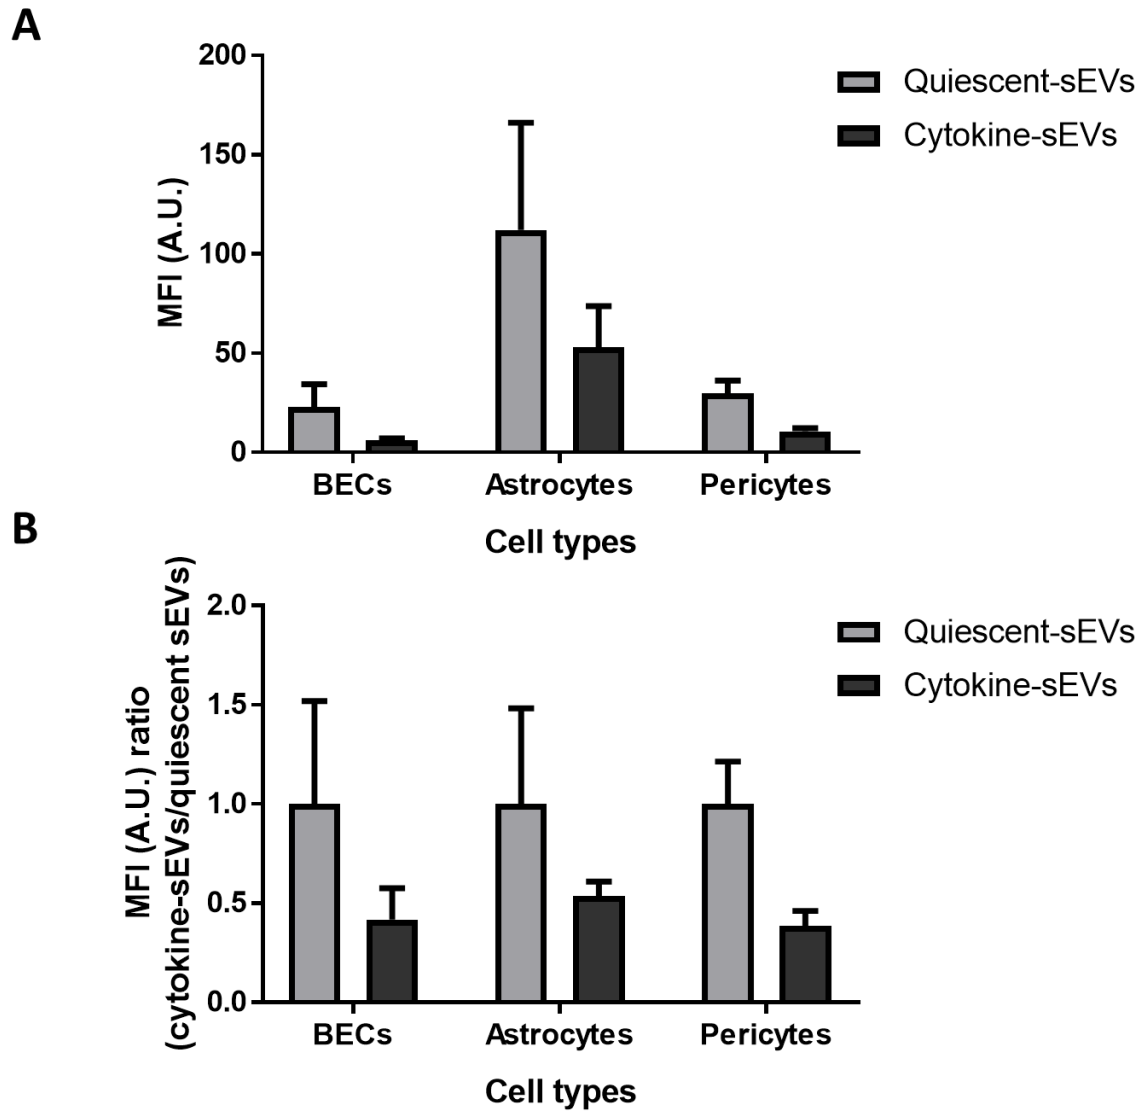 A
200
150
100
50
0
MFI (A.U.)
BECs
Astrocytes
Pericytes
Cell types
Quiescent-sEVs
Cytokine-sEVs
B
2.0
1.5
1.0
0.5
0.0
MFI (A.U.) ratio
(cytokine-sEVs/quiescent sEVs)
BECs
Astrocytes
Pericytes
Cell types
Quiescent-sEVs
Cytokine-sEVs